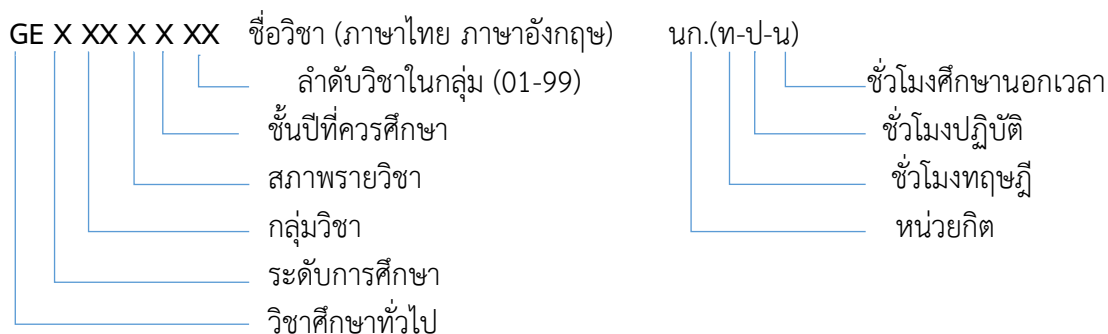 GE X XX X X XX ชื่อวิชา (ภาษาไทย ภาษาอังกฤษ) นก.(ท-ป-น)
ลำดับวิชาในกลุ่ม (01-99) ชั่วโมงศึกษานอกเวลา
ชั้นปีที่ควรศึกษา ชั่วโมงปฏิบัติ
สภาพรายวิชา ชั่วโมงทฤษฎี
กลุ่มวิชา หน่วยกิต
ระดับการศึกษา
วิชาศึกษาทั่วไป